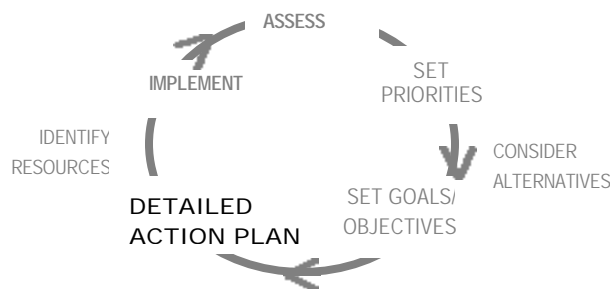 ASSESS
SET
PRIORITIES
CONSIDER
ALTERNATIVES
SET GOALS/
OBJECTIVES
DETAILED
ACTION PLAN
IDENTIFY
RESOURCES
IMPLEMENT